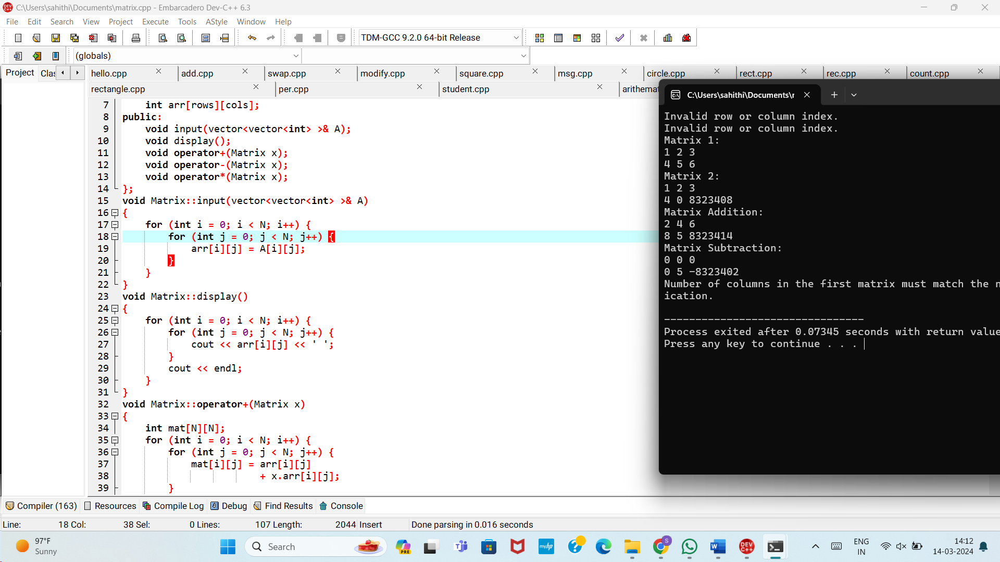 C:\Users\sahithi\Documents\matrix.cpp - Embarcadero Dev-C++ 6.3
File Edit Search View Project Execute Tools AStyle Window Help
TDM-GCC 9.2.0 64-bit Release
(globals)
Project Clas
hello.cpp add.cpp swap.cpp modify.cpp square.cpp msg.cpp circle.cpp rect.cpp rec.cpp count.cpp
rectangle.cpp per.cpp student.cpp arithemat
7 int arr[rows][cols];
8 public:
9 void input(vector<vector<int> >& A);
10 void display();
11 void operator+(Matrix x);
12 void operator-(Matrix x);
13 void operator*(Matrix x);
14 };
15 void Matrix::input(vector<vector<int> >& A)
16 {
17 for (int i = 0; i < N; i++) {
18 for (int j = 0; j < N; j++) {
19 arr[i][j] = A[i][j];
20 }
21 }
22 }
23 void Matrix::display()
24 {
25 for (int i = 0; i < N; i++) {
26 for (int j = 0; j < N; j++) {
27 cout << arr[i][j] << ' ';
28 }
29 cout << endl;
30 }
31 }
32 void Matrix::operator+(Matrix x)
33 {
34 int mat[N][N];
35 for (int i = 0; i < N; i++) {
36 for (int j = 0; j < N; j++) {
37 mat[i][j] = arr[i][j]
38 + x.arr[i][j];
39 }
C:\Users\sahithi\Documents\r
Invalid row or column index.
Invalid row or column index.
Matrix 1:
1 2 3
4 5 6
Matrix 2:
1 2 3
4 0 8323408
Matrix Addition:
2 4 6
8 5 8323414
Matrix Subtraction:
0 0 0
0 5 -8323402
Number of columns in the first matrix must match the n
ication.
--------------------------------
Process exited after 0.07345 seconds with return value
Press any key to continue . . .
Compiler (163) Resources Compile Log Debug Find Results Console
Line: 18 Col: 38 Sel: 0 Lines: 107 Length: 2044 Insert Done parsing in 0.016 seconds
97°F
Sunny
Search
PRE
myhp
S
DEV C++
ENG
IN
14:12
14-03-2024